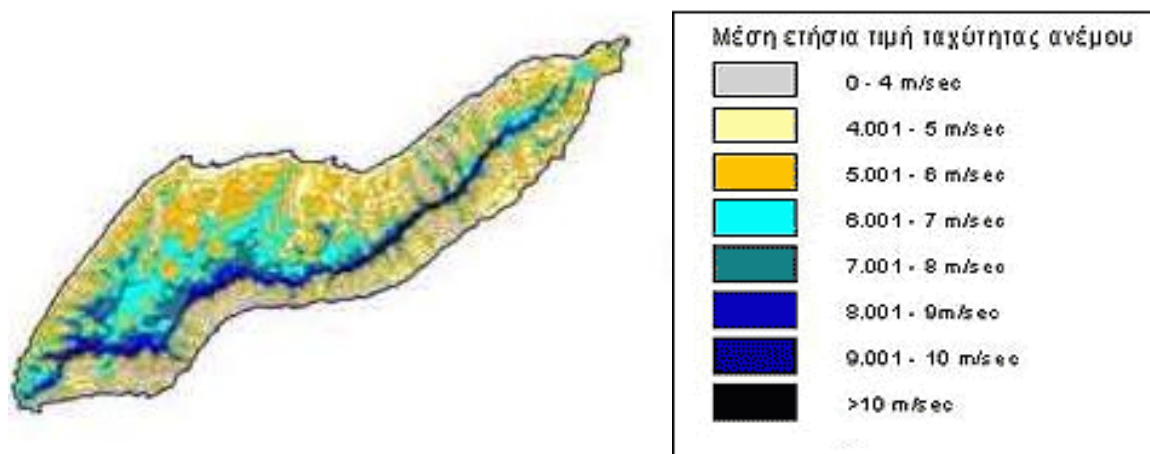 Μέση ετήσια τιμή ταχύτητας ανέμου
0 - 4 m/sec
4.001 - 5 m/sec
5.001 - 6 m/sec
6.001 - 7 m/sec
7.001 - 8 m/sec
8.001 - 9m/sec
9.001 - 10 m/sec
>10 m/sec